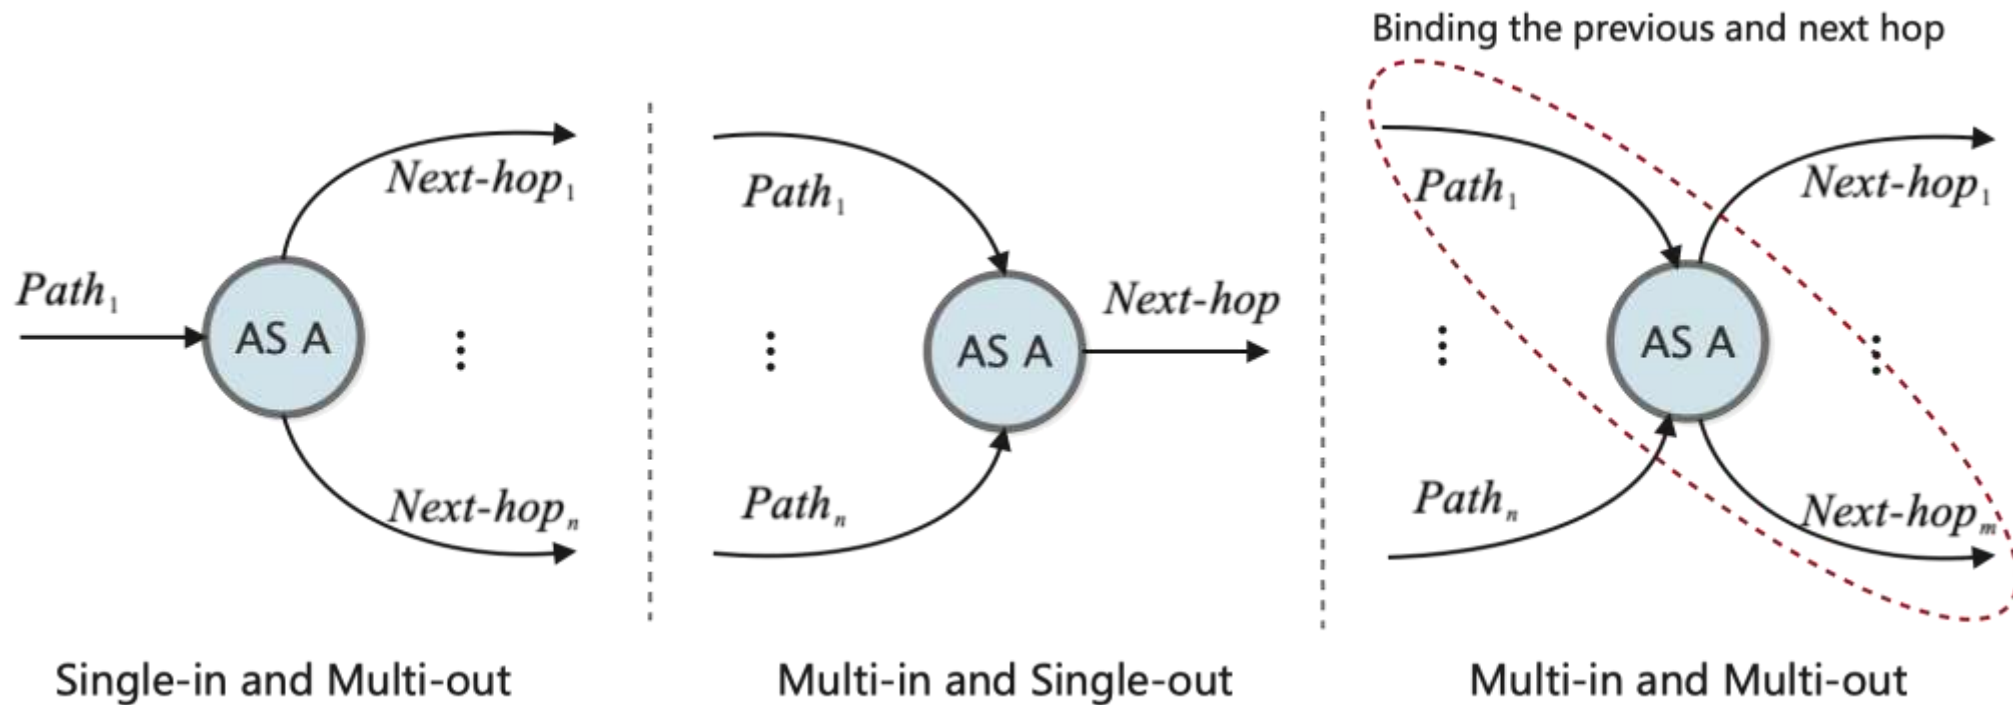 Binding the previous and next hop
Path₁
AS A
Next-hop₁
⋮
Next-hopₙ
Single-in and Multi-out
Path₁
⋮
Pathₙ
AS A
Next-hop
Multi-in and Single-out
Path₁
⋮
Pathₙ
AS A
Next-hop₁
⋮
Next-hopₘ
Multi-in and Multi-out